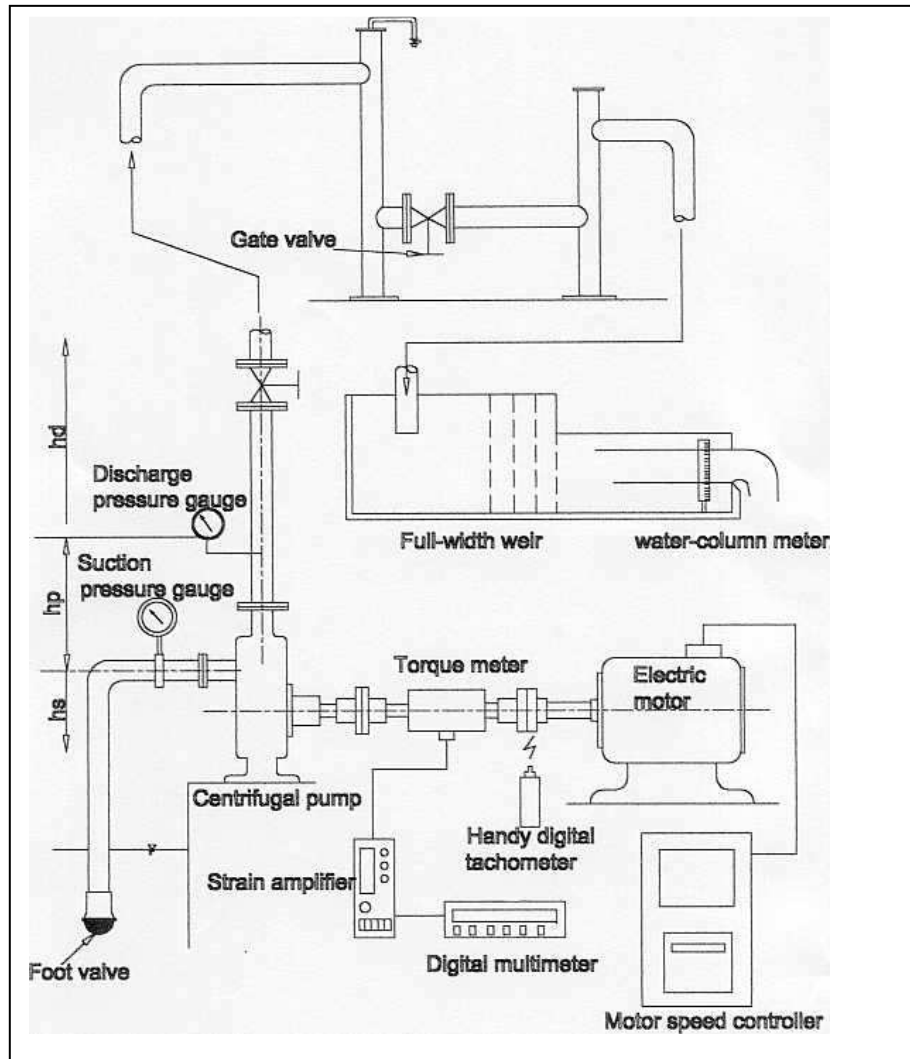 Gate valve
hd
Discharge
pressure gauge
Full-width weir
water-column meter
Suction
pressure gauge
hp
Torque meter
Electric
motor
hs
Centrifugal pump
Handy digital
tachometer
Strain amplifier
Foot valve
Digital multimeter
Motor speed controller